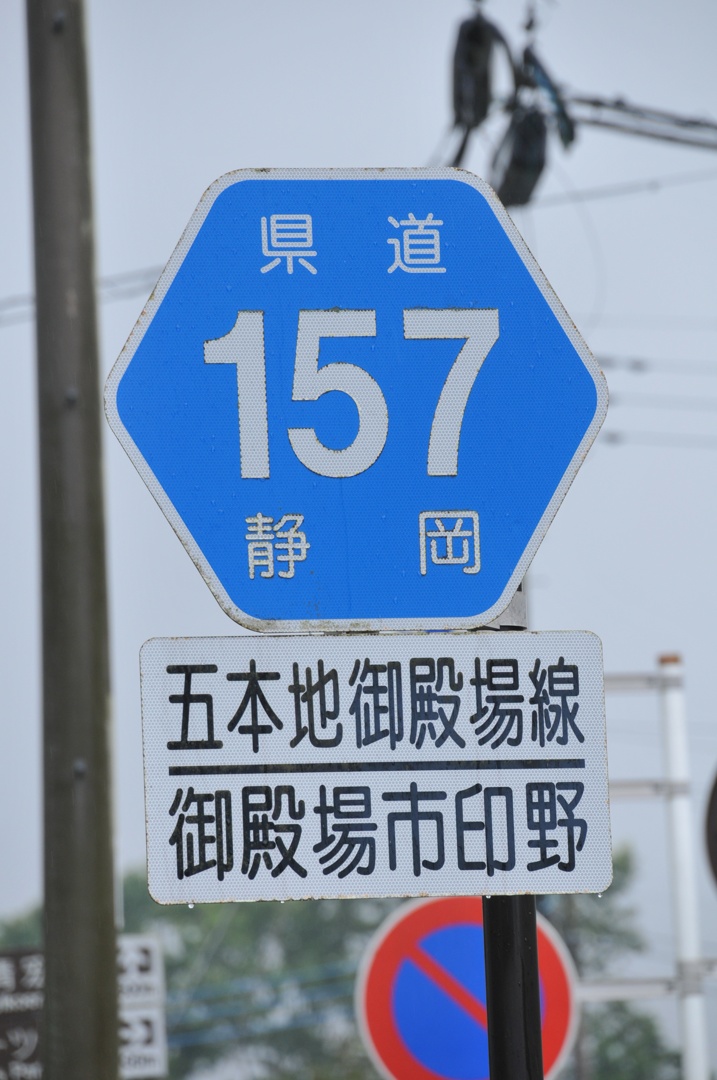 県 道
157
静 岡
五本地御殿場線
御殿場市印野